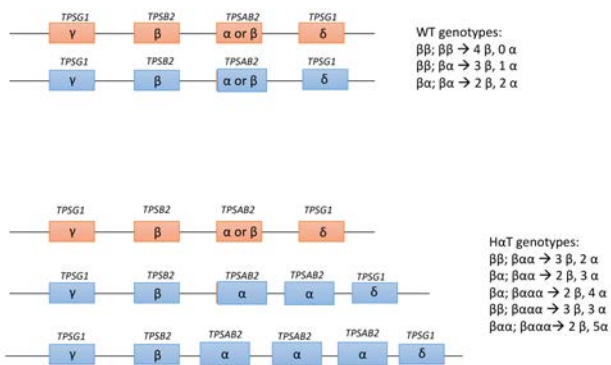 TPSG1 TPSB2 TPSAB2 TPSG1
γ β α or β δ
TPSG1 TPSB2 TPSAB2 TPSG1
γ β α or β δ
WT genotypes:
ββ; ββ → 4 β, 0 α
ββ; βα → 3 β, 1 α
βα; βα → 2 β, 2 α
TPSG1 TPSB2 TPSAB2 TPSG1
γ β α or β δ
TPSG1 TPSB2 TPSAB2 TPSG1
γ β α α δ
TPSG1 TPSB2 TPSAB2 TPSG1
γ β α α α δ
HαT genotypes:
ββ; βαα → 3 β, 2 α
βα; βαα → 2 β, 3 α
βα; βααα → 2 β, 4 α
ββ; βααα → 3 β, 3 α
βαα; βααα→ 2 β, 5α